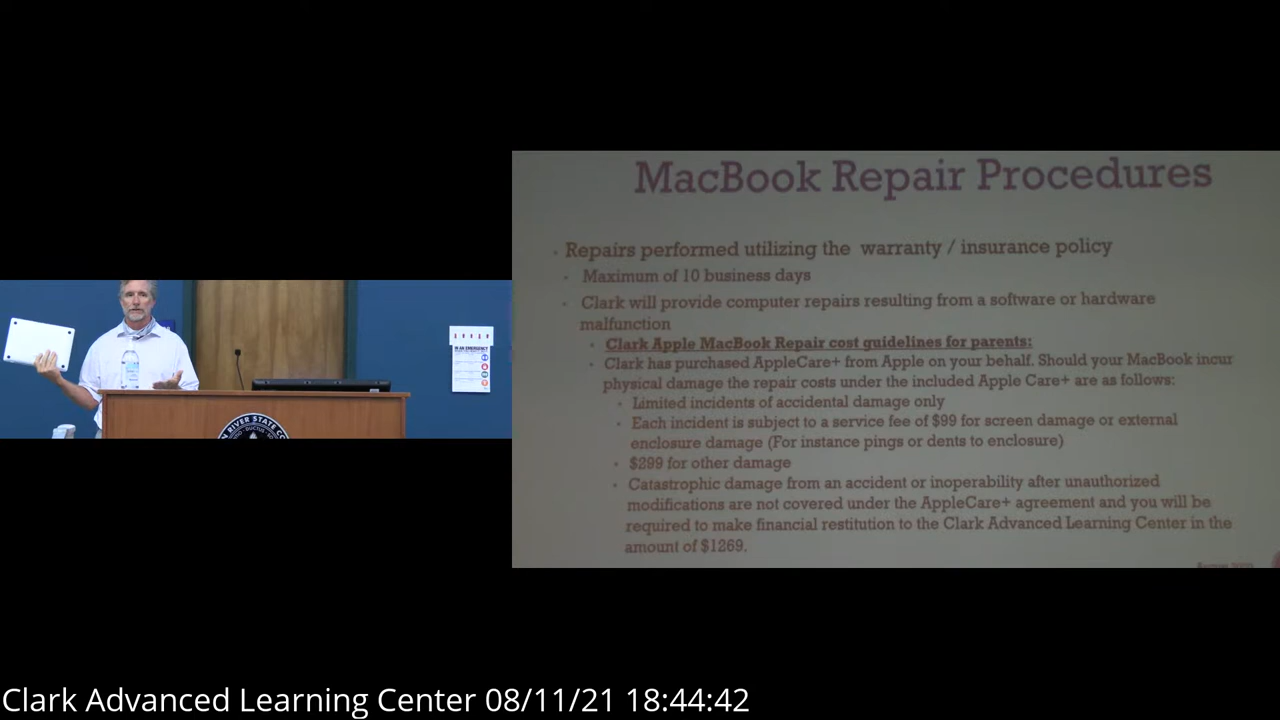 MacBook Repair Procedures
Repairs performed utilizing the warranty / insurance policy
Maximum of 10 business days
Clark will provide computer repairs resulting from a software or hardware
malfunction
Clark Apple MacBook Repair cost guidelines for parents:
Clark has purchased AppleCare+ from Apple on your behalf. Should your MacBook incur
physical damage the repair costs under the included Apple Care+ are as follows:
Limited incidents of accidental damage only
Each incident is subject to a service fee of $99 for screen damage or external
enclosure damage (For instance pings or dents to enclosure)
$299 for other damage
Catastrophic damage from an accident or inoperability after unauthorized
modifications are not covered under the AppleCare+ agreement and you will be
required to make financial restitution to the Clark Advanced Learning Center in the
amount of $1269.
IN AN EMERGENCY
RIVER STATE CO
Clark Advanced Learning Center 08/11/21 18:44:42